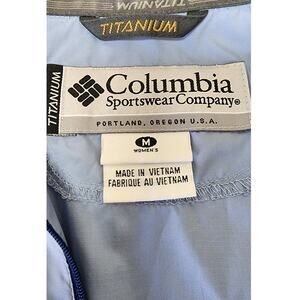 TITANIUM
TITANIUM
TITANIUM
Columbia
Sportswear Company®
PORTLAND, OREGON U.S.A.
M
WOMEN'S
MADE IN VIETNAM
FABRIQUE AU VIETNAM